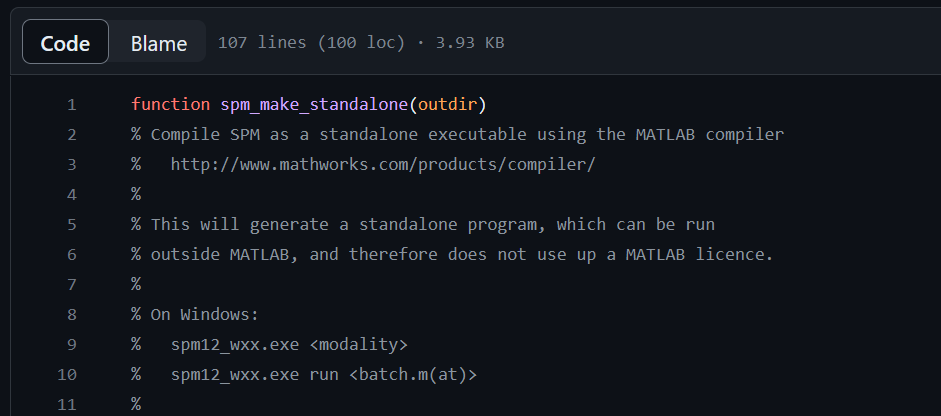 Code Blame 107 lines (100 loc) · 3.93 KB
1 function spm_make_standalone(outdir)
2 % Compile SPM as a standalone executable using the MATLAB compiler
3 %   http://www.mathworks.com/products/compiler/
4 %
5 % This will generate a standalone program, which can be run
6 % outside MATLAB, and therefore does not use up a MATLAB licence.
7 %
8 % On Windows:
9 %   spm12_wxx.exe <modality>
10 %   spm12_wxx.exe run <batch.m(at)>
11 %